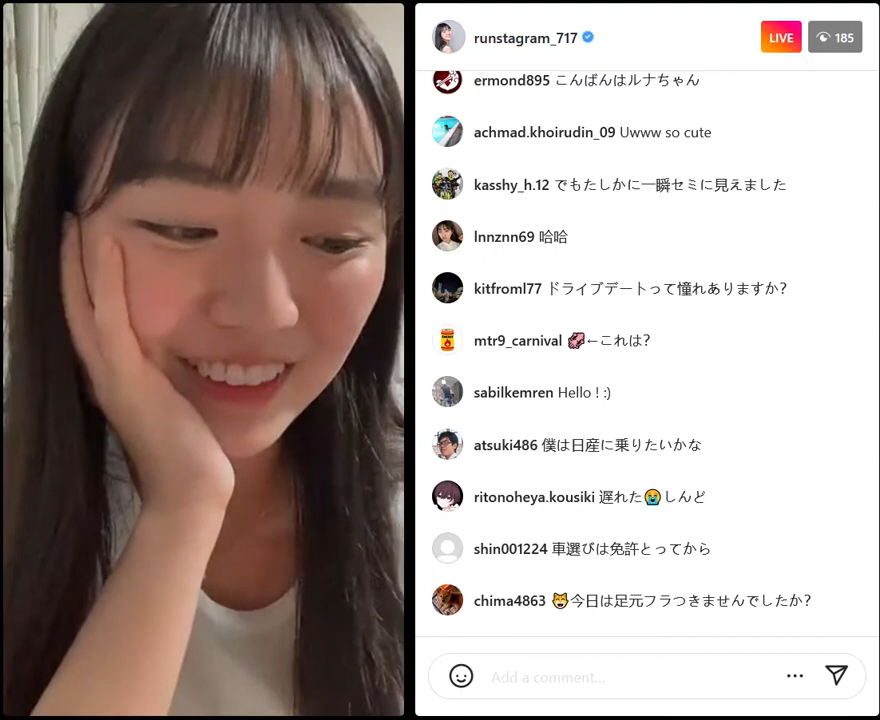 runstagram_717
LIVE
185
ermond895 こんばんはルナちゃん
achmad.khoirudin_09 Uwww so cute
kasshy_h.12 でもたしかに一瞬セミに見えました
lnnznn69 哈哈
kitfroml77 ドライブデートって憧れありますか?
mtr9_carnival 🦑←これは?
sabilkemren Hello ! :)
atsuki486 僕は日産に乗りたいかな
ritonoheya.kousiki 遅れた😭しんど
shin001224 車選びは免許とってから
chima4863 😹今日は足元フラつきませんでしたか?
Add a comment...